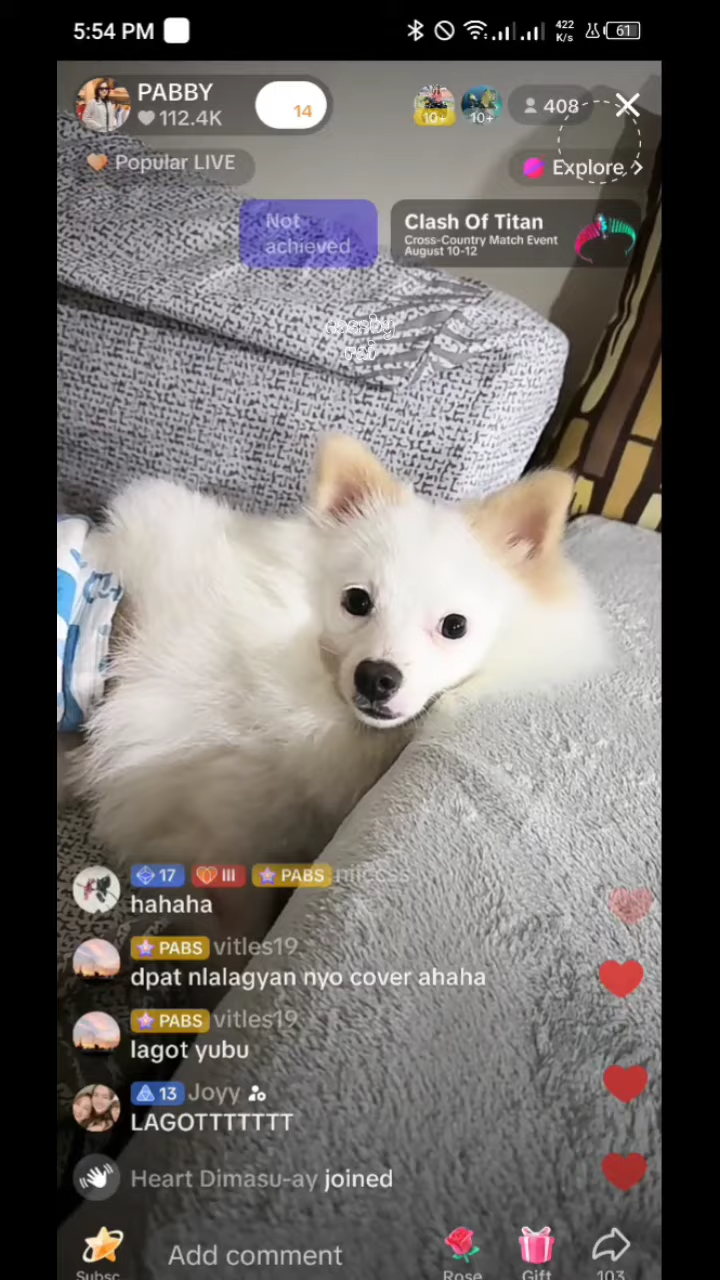 5:54 PM
422
K/s
61
PABBY
112.4K
14
10+
10+
408
Popular LIVE
Explore
Not
achieved
Clash Of Titan
Cross-Country Match Event
August 10-12
17
III
PABS
hahaha
PABS vitles19
dpat nlalagyan nyo cover ahaha
PABS vitles19
lagot yubu
13 Joyy
LAGOTTTTTTT
Heart Dimasu-ay joined
Subsc
Add comment
Rose
Gift
103